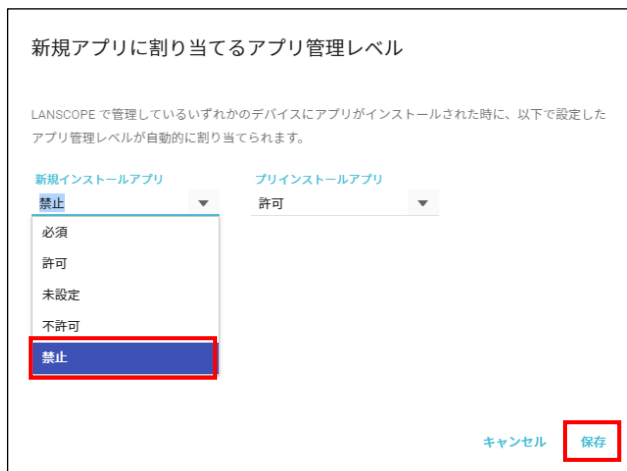 新規アプリに割り当てるアプリ管理レベル
LANSCOPE で管理しているいずれかのデバイスにアプリがインストールされた時に、以下で設定した
アプリ管理レベルが自動的に割り当てられます。
新規インストールアプリ プリインストールアプリ
禁止 許可
必須
許可
未設定
不許可
禁止
キャンセル 保存